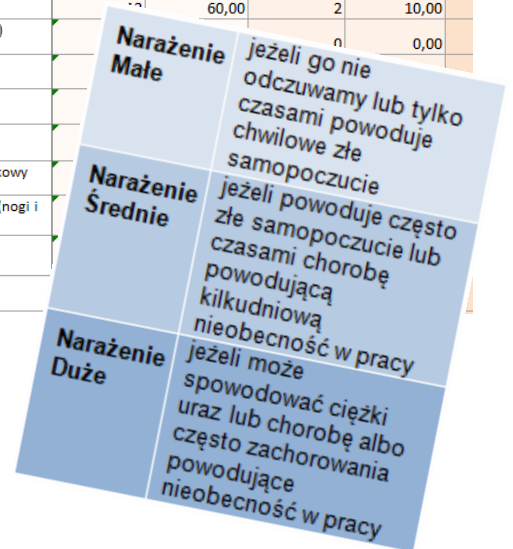 60,00 2 10,00
0 0,00
)
kowy
(nogi i
Narażenie
Małe
jeżeli go nie
odczuwamy lub tylko
czasami powoduje
chwilowe złe
samopoczucie
Narażenie
Średnie
jeżeli powoduje często
złe samopoczucie lub
czasami chorobę
powodującą
kilkudniową
nieobecność w pracy
Narażenie
Duże
jeżeli może
spowodować ciężki
uraz lub chorobę albo
często zachorowania
powodujące
nieobecność w pracy